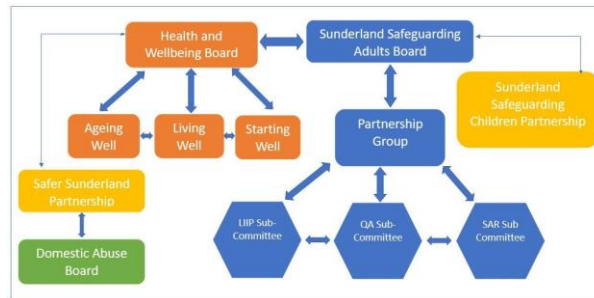 Health and
Wellbeing Board
Sunderland Safeguarding
Adults Board
Sunderland
Safeguarding
Children Partnership
Ageing
Well
Living
Well
Starting
Well
Partnership
Group
Safer Sunderland
Partnership
Domestic Abuse
Board
LIIP Sub-
Committee
QA Sub-
Committee
SAR Sub
Committee